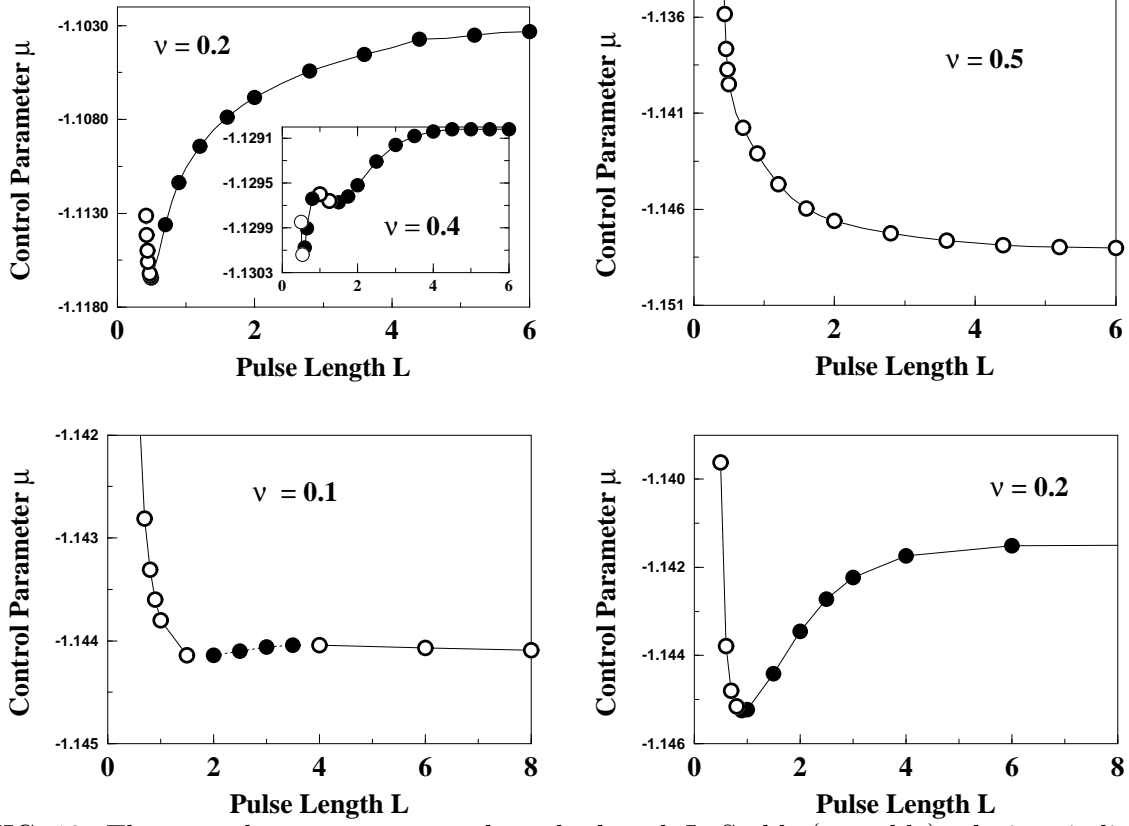 -1.1030
-1.1080
-1.1130
-1.1180
Control Parameter μ
ν = 0.2
-1.1291
-1.1295
-1.1299
-1.1303
ν = 0.4
0 2 4 6
0 2 4 6
Pulse Length L
-1.136
-1.141
-1.146
-1.151
Control Parameter μ
ν = 0.5
0 2 4 6
Pulse Length L
-1.142
-1.143
-1.144
-1.145
Control Parameter μ
ν = 0.1
0 2 4 6 8
Pulse Length L
-1.140
-1.142
-1.144
-1.146
Control Parameter μ
ν = 0.2
0 2 4 6 8
Pulse Length L